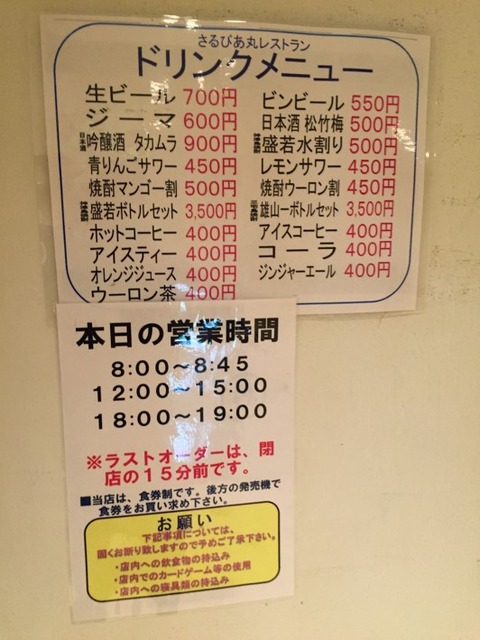 さるびあ丸レストラン
ドリンクメニュー
生ビール 700円 ビンビール 550円
ジーマ 600円 日本酒 松竹梅 500円
日本酒 吟醸酒 タカムラ 900円 盛若水割り 500円
青りんごサワー 450円 レモンサワー 450円
焼酎マンゴー割 500円 焼酎ウーロン割 450円
盛若ボトルセット 3,500円 雄山一ボトルセット 3,500円
ホットコーヒー 400円 アイスコーヒー 400円
アイスティー 400円 コーラ 400円
オレンジジュース 400円 ジンジャーエール 400円
ウーロン茶 400円
本日の営業時間
8:00〜8:45
12:00〜15:00
18:00〜19:00
※ラストオーダーは、閉
店の15分前です。
■当店は、食券制です。後方の発売機で
食券をお買い求め下さい。
お願い
下記事項については、
固くお断り致しますので予めご了承下さい。
・店内への飲食物の持込み
・店内でのカードゲーム等の使用
・店内への寝具類の持込み